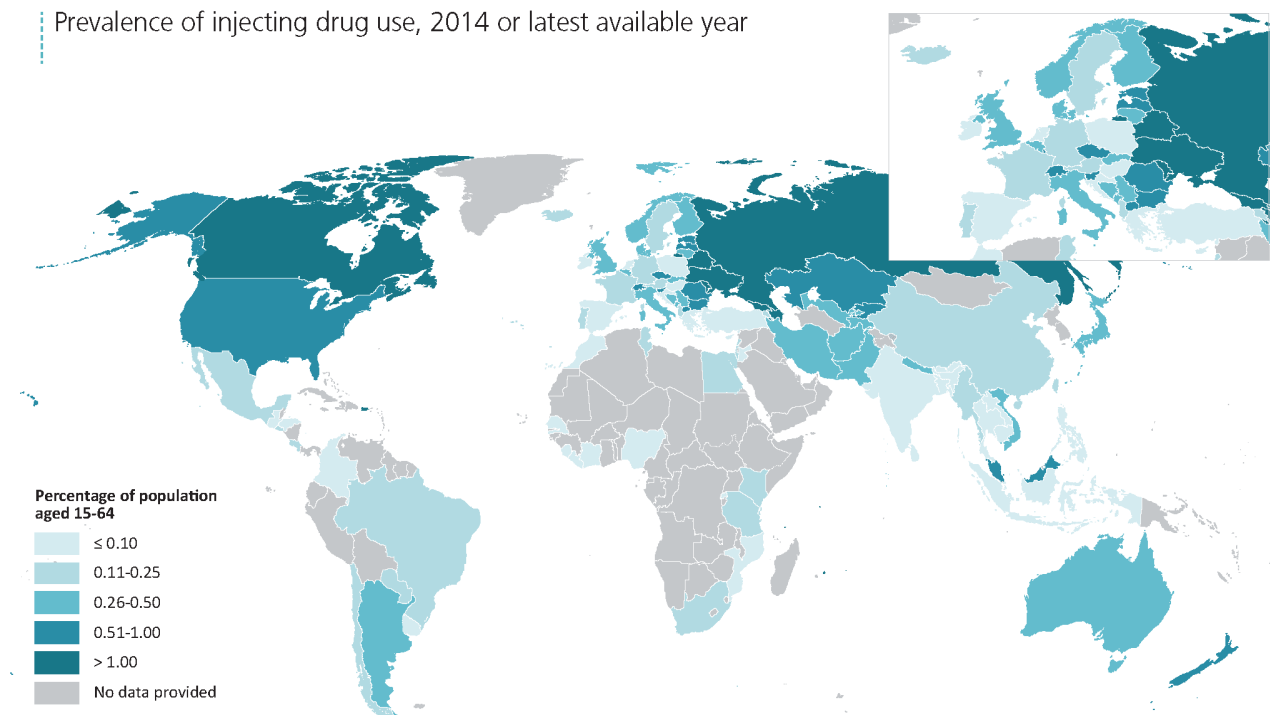 Prevalence of injecting drug use, 2014 or latest available year
Percentage of population
aged 15-64
≤ 0.10
0.11-0.25
0.26-0.50
0.51-1.00
> 1.00
No data provided